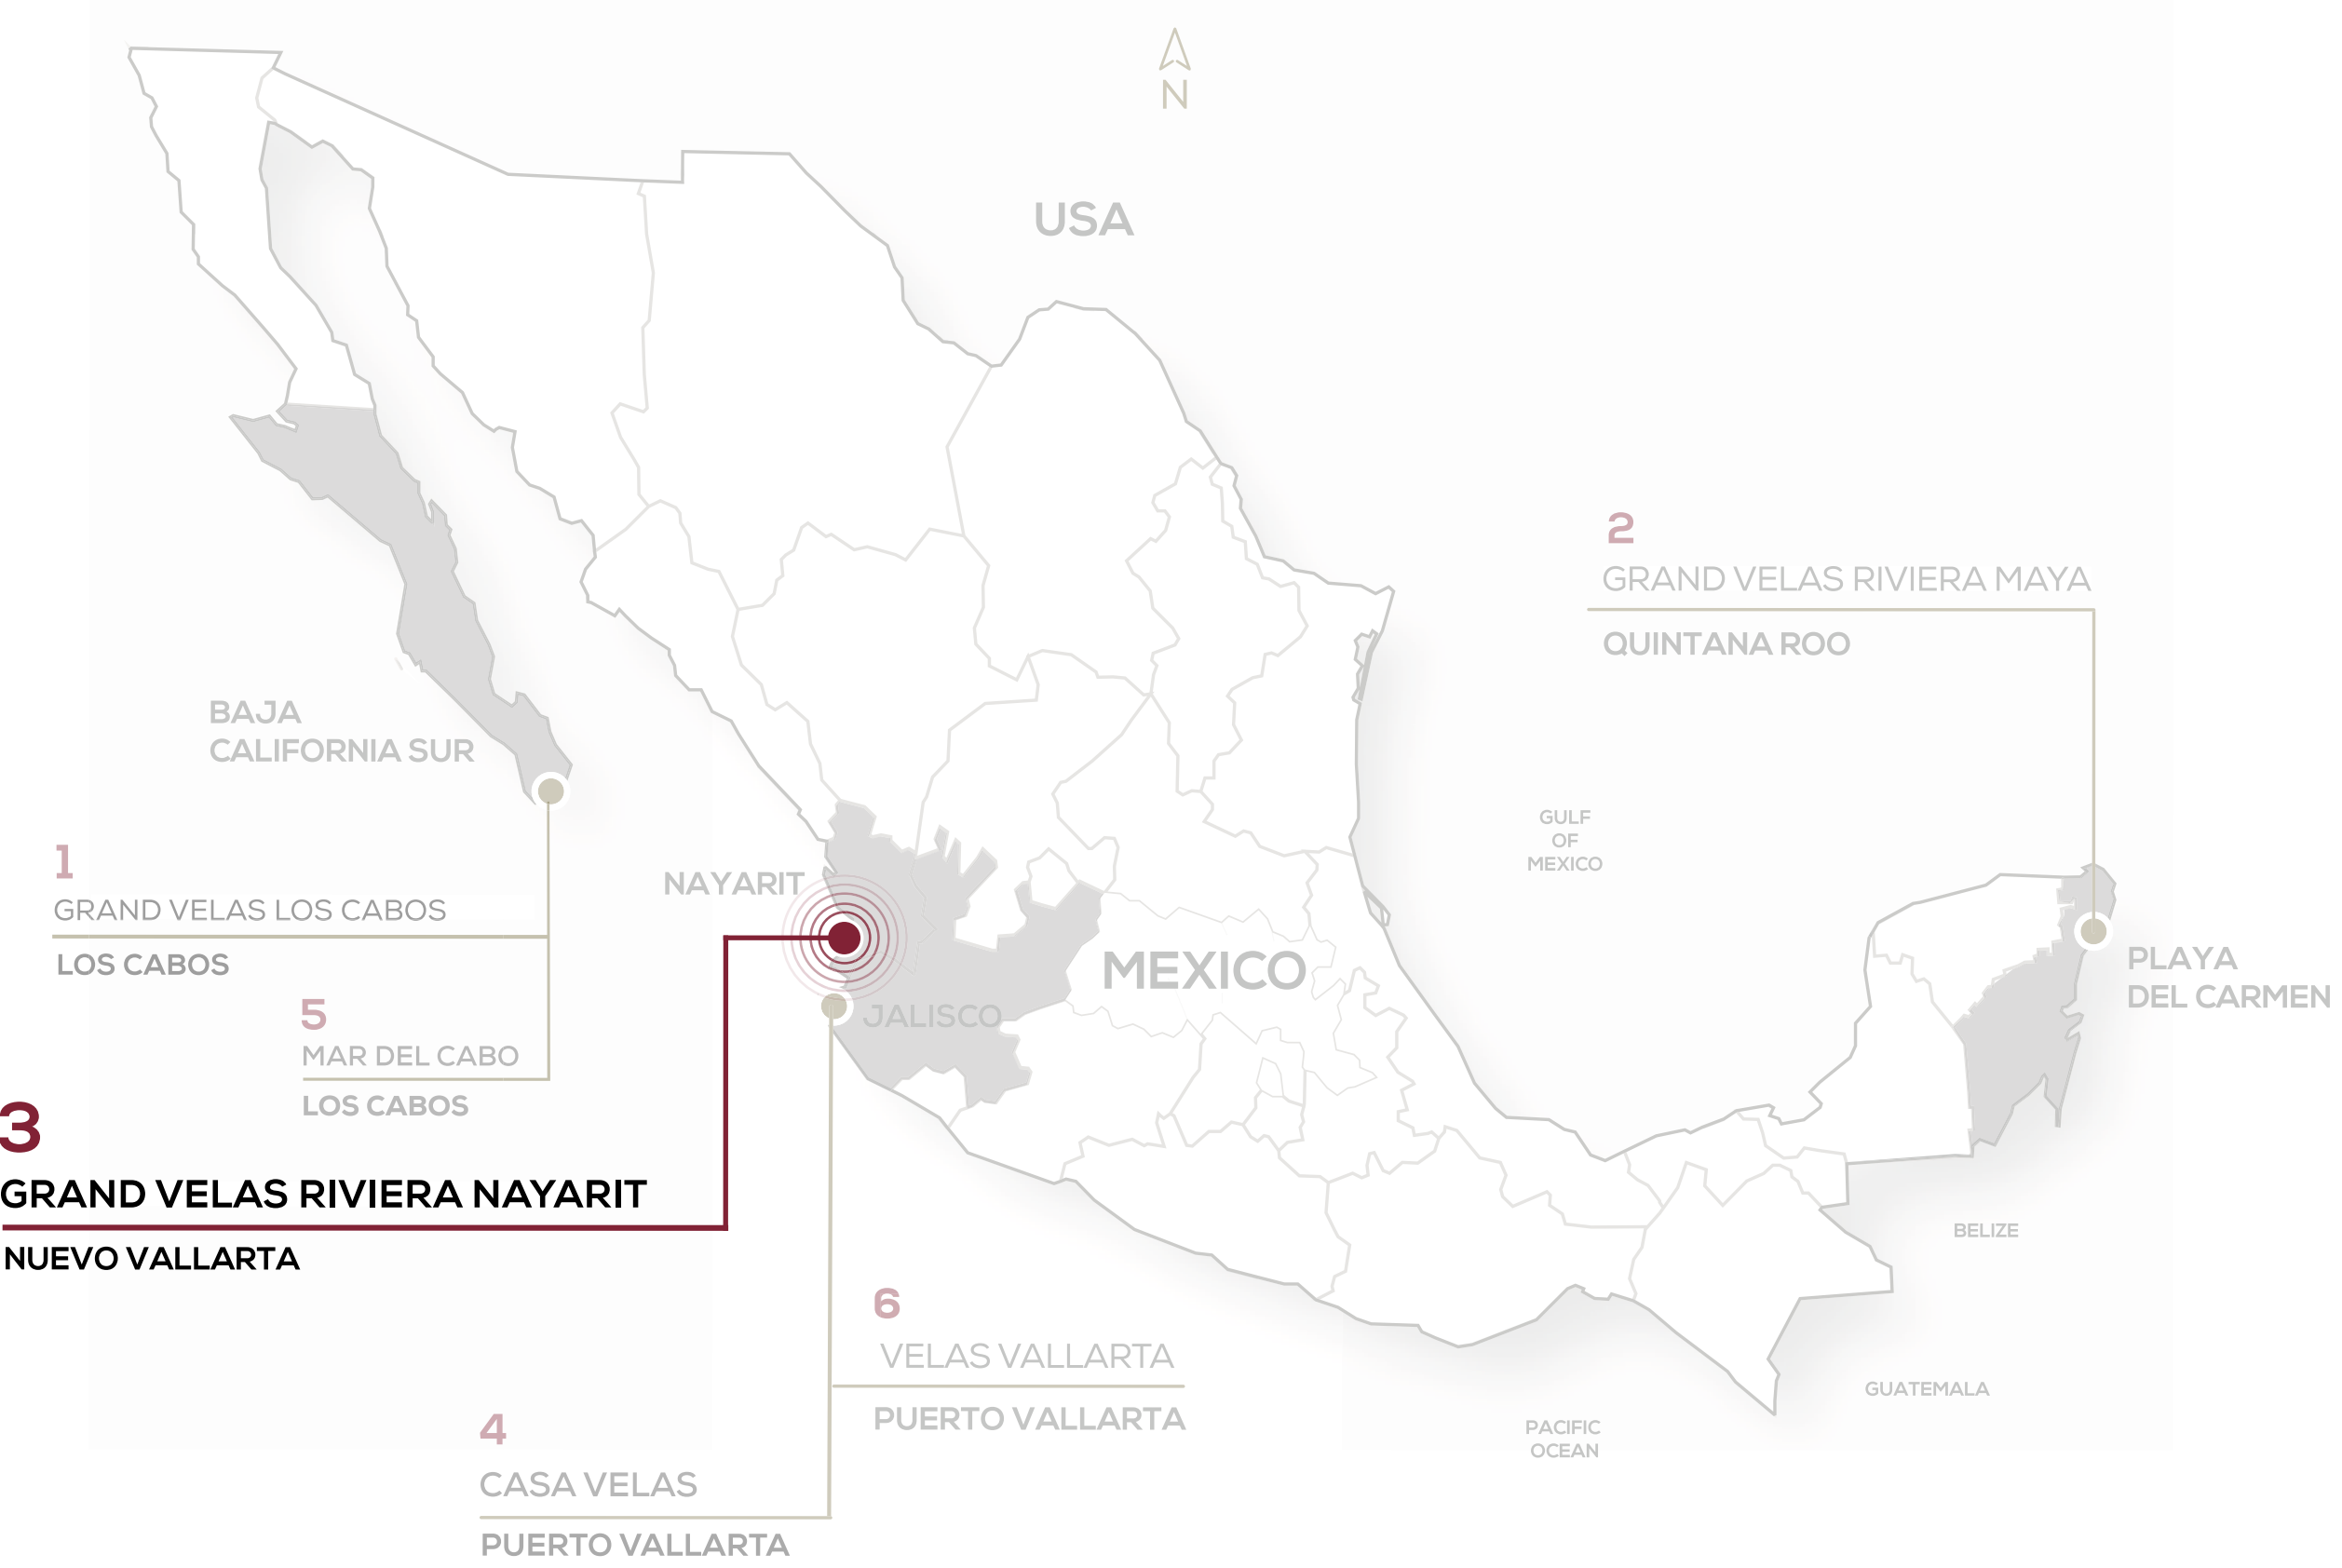 N
USA
2
GRAND VELAS RIVIERA MAYA
QUINTANA ROO
BAJA
CALIFORNIA SUR
GULF
OF
MEXICO
1
GRAND VELAS LOS CABOS
LOS CABOS
NAYARIT
MEXICO
PLAYA
DEL CARMEN
5
MAR DEL CABO
LOS CABOS
JALISCO
3
GRAND VELAS RIVIERA NAYARIT
NUEVO VALLARTA
BELIZE
6
VELAS VALLARTA
PUERTO VALLARTA
GUATEMALA
4
CASA VELAS
PUERTO VALLARTA
PACIFIC
OCEAN